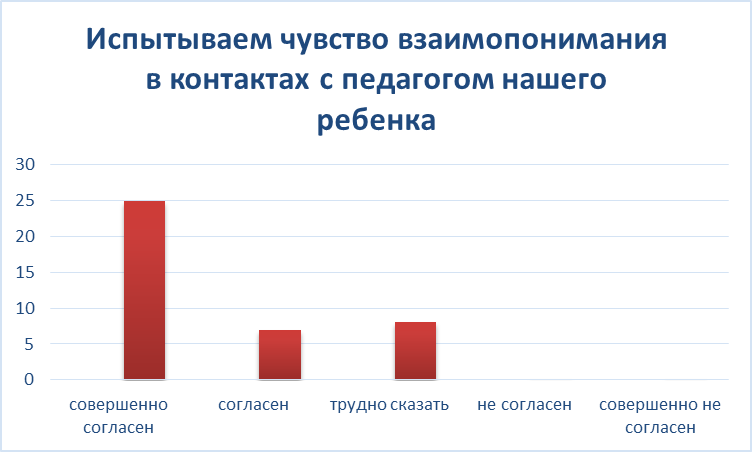 Испытываем чувство взаимопонимания
в контактах с педагогом нашего
ребенка
30
25
20
15
10
5
0
совершенно
согласен
согласен
трудно сказать
не согласен
совершенно не
согласен